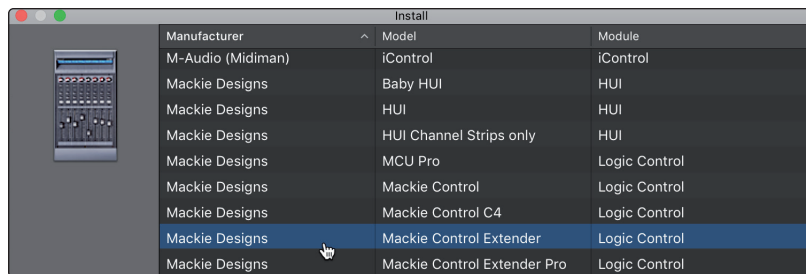 Install
Manufacturer Model Module
M-Audio (Midiman) iControl iControl
Mackie Designs Baby HUI HUI
Mackie Designs HUI HUI
Mackie Designs HUI Channel Strips only HUI
Mackie Designs MCU Pro Logic Control
Mackie Designs Mackie Control Logic Control
Mackie Designs Mackie Control C4 Logic Control
Mackie Designs Mackie Control Extender Logic Control
Mackie Designs Mackie Control Extender Pro Logic Control